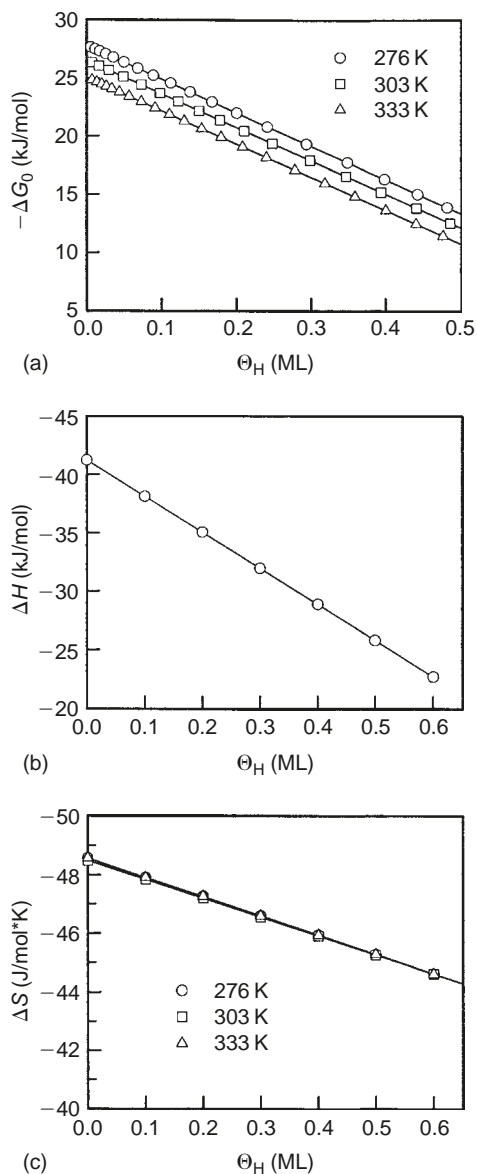 30
25
20
15
10
5
−ΔG₀ (kJ/mol)
276 K
303 K
333 K
0.0 0.1 0.2 0.3 0.4 0.5
(a)
Θ_H (ML)
−45
−40
−35
−30
−25
−20
ΔH (kJ/mol)
0.0 0.1 0.2 0.3 0.4 0.5 0.6
(b)
Θ_H (ML)
−50
−48
−46
−44
−42
−40
ΔS (J/mol*K)
276 K
303 K
333 K
0.0 0.1 0.2 0.3 0.4 0.5 0.6
(c)
Θ_H (ML)